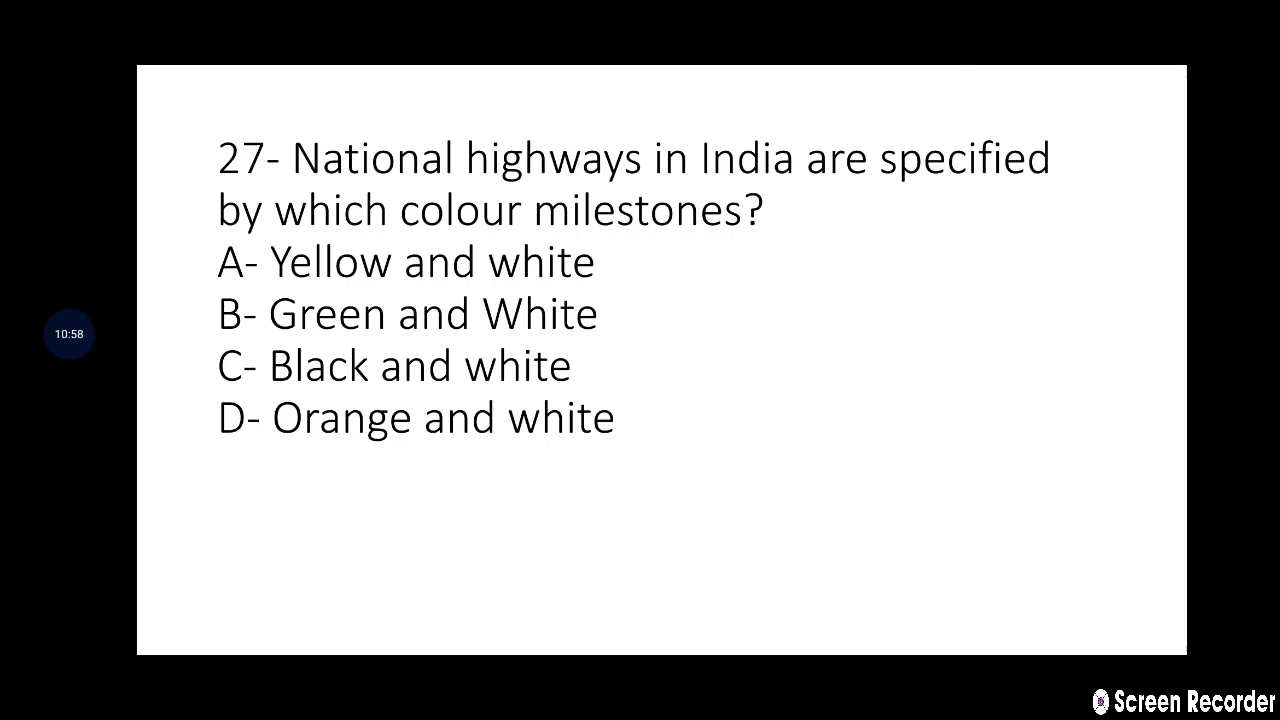 27- National highways in India are specified
by which colour milestones?
A- Yellow and white
B- Green and White
C- Black and white
D- Orange and white
10:58
Screen Recorder